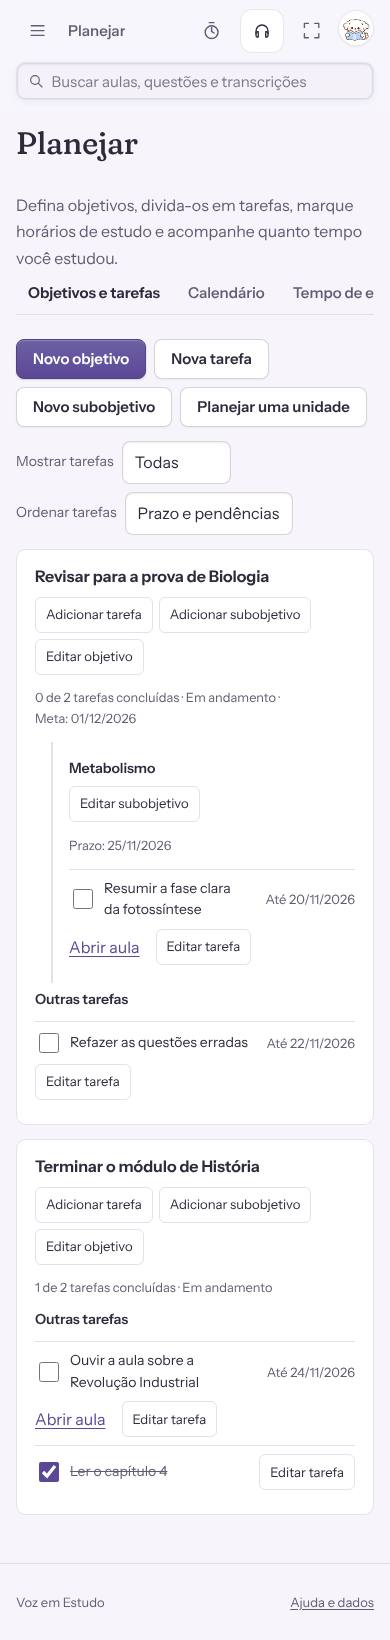 Planejar
Buscar aulas, questões e transcrições
Planejar
Defina objetivos, divida-os em tarefas, marque
horários de estudo e acompanhe quanto tempo
você estudou.
Objetivos e tarefas Calendário Tempo de e
Novo objetivo Nova tarefa
Novo subobjetivo Planejar uma unidade
Mostrar tarefas Todas
Ordenar tarefas Prazo e pendências
Revisar para a prova de Biologia
Adicionar tarefa Adicionar subobjetivo
Editar objetivo
0 de 2 tarefas concluídas · Em andamento ·
Meta: 01/12/2026
Metabolismo
Editar subobjetivo
Prazo: 25/11/2026
Resumir a fase clara
da fotossíntese
Até 20/11/2026
Abrir aula Editar tarefa
Outras tarefas
Refazer as questões erradas Até 22/11/2026
Editar tarefa
Terminar o módulo de História
Adicionar tarefa Adicionar subobjetivo
Editar objetivo
1 de 2 tarefas concluídas · Em andamento
Outras tarefas
Ouvir a aula sobre a
Revolução Industrial
Até 24/11/2026
Abrir aula Editar tarefa
Ler o capítulo 4 Editar tarefa
Voz em Estudo Ajuda e dados